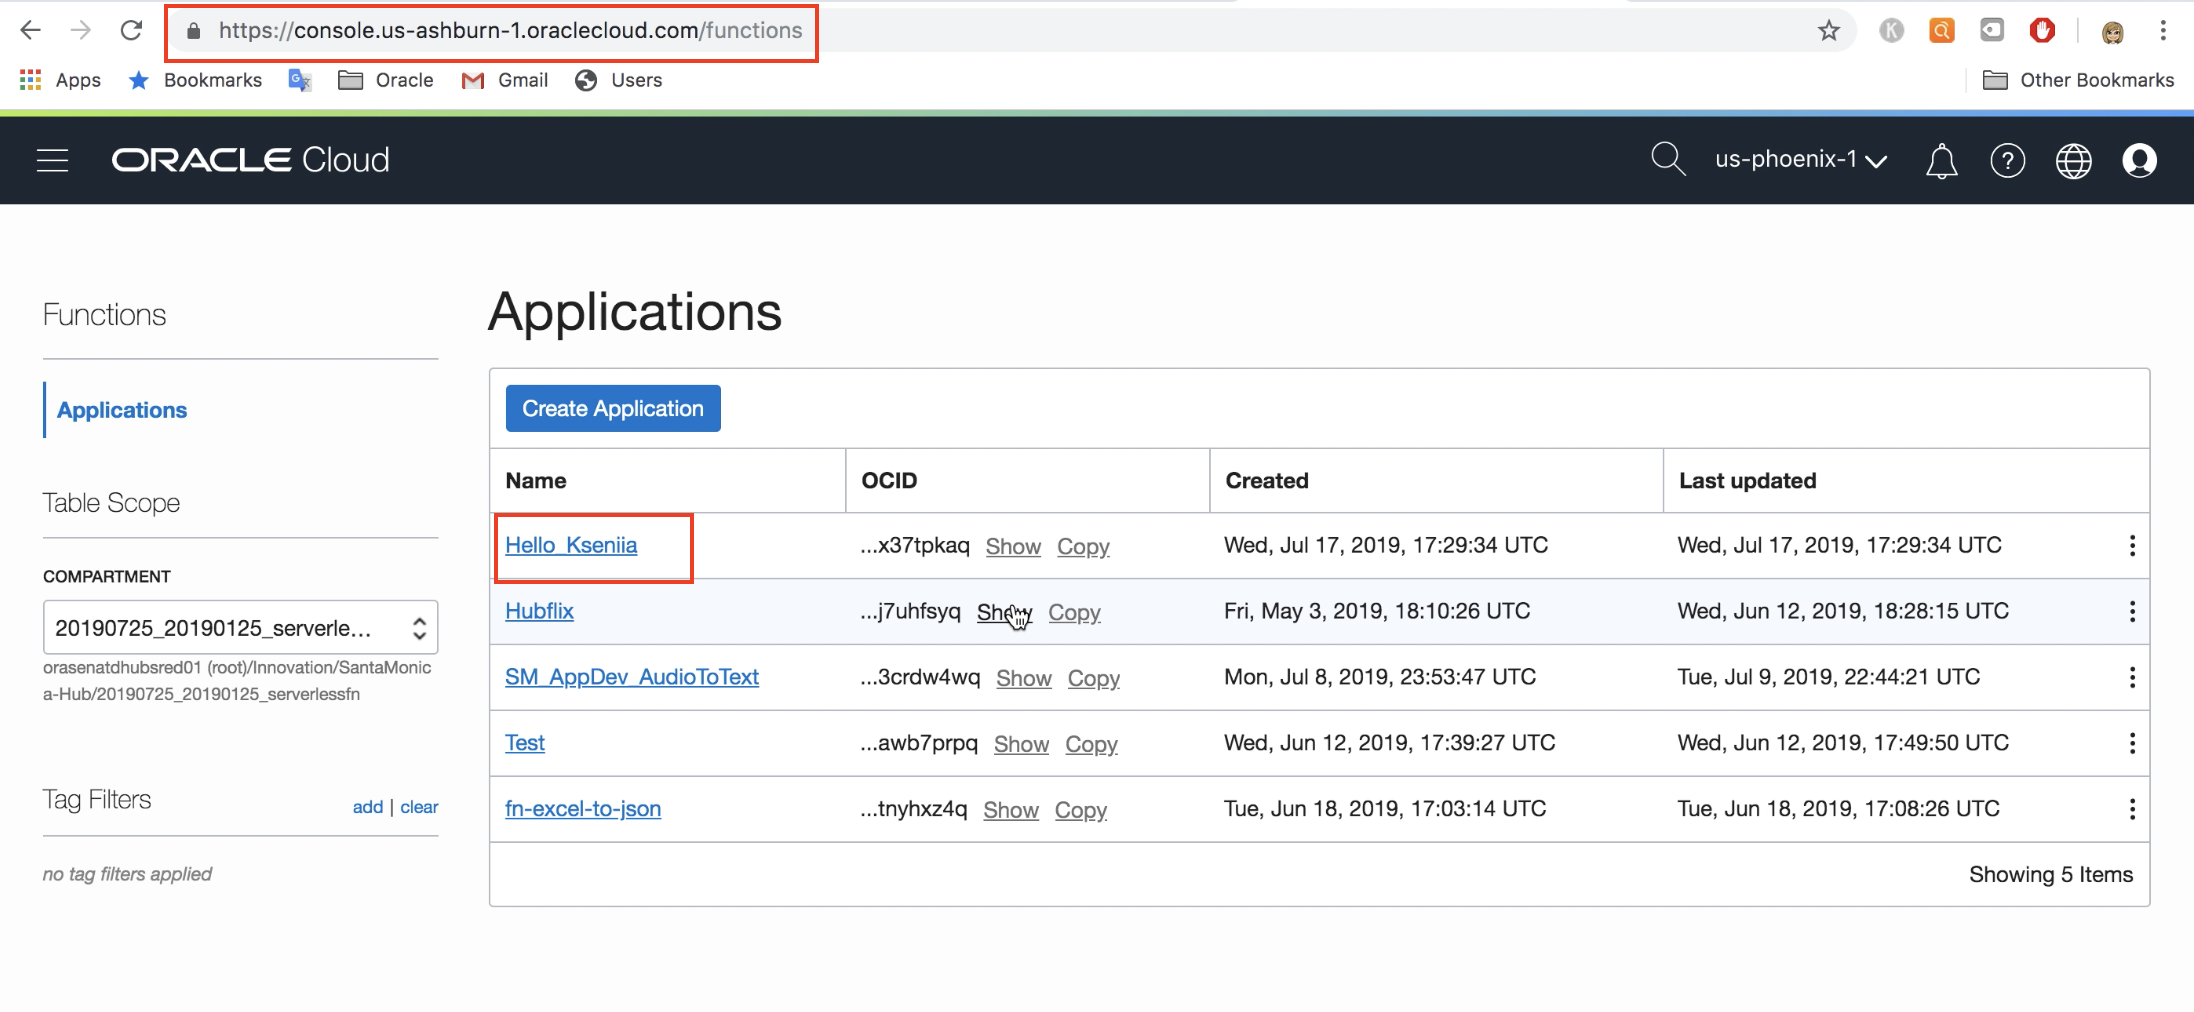 https://console.us-ashburn-1.oraclecloud.com/functions
K
Apps Bookmarks Oracle Gmail Users Other Bookmarks
ORACLE Cloud us-phoenix-1
Functions
Applications
Table Scope
COMPARTMENT
20190725_20190125_serverle...
orasenatdhubsred01 (root)/Innovation/SantaMonic
a-Hub/20190725_20190125_serverlessfn
Tag Filters add | clear
no tag filters applied
Applications
Create Application
Name OCID Created Last updated
Hello_Kseniia ...x37tpkaq Show Copy Wed, Jul 17, 2019, 17:29:34 UTC Wed, Jul 17, 2019, 17:29:34 UTC
Hubflix ...j7uhfsyq Show Copy Fri, May 3, 2019, 18:10:26 UTC Wed, Jun 12, 2019, 18:28:15 UTC
SM_AppDev_AudioToText ...3crdw4wq Show Copy Mon, Jul 8, 2019, 23:53:47 UTC Tue, Jul 9, 2019, 22:44:21 UTC
Test ...awb7prpq Show Copy Wed, Jun 12, 2019, 17:39:27 UTC Wed, Jun 12, 2019, 17:49:50 UTC
fn-excel-to-json ...tnyhxz4q Show Copy Tue, Jun 18, 2019, 17:03:14 UTC Tue, Jun 18, 2019, 17:08:26 UTC
Showing 5 Items